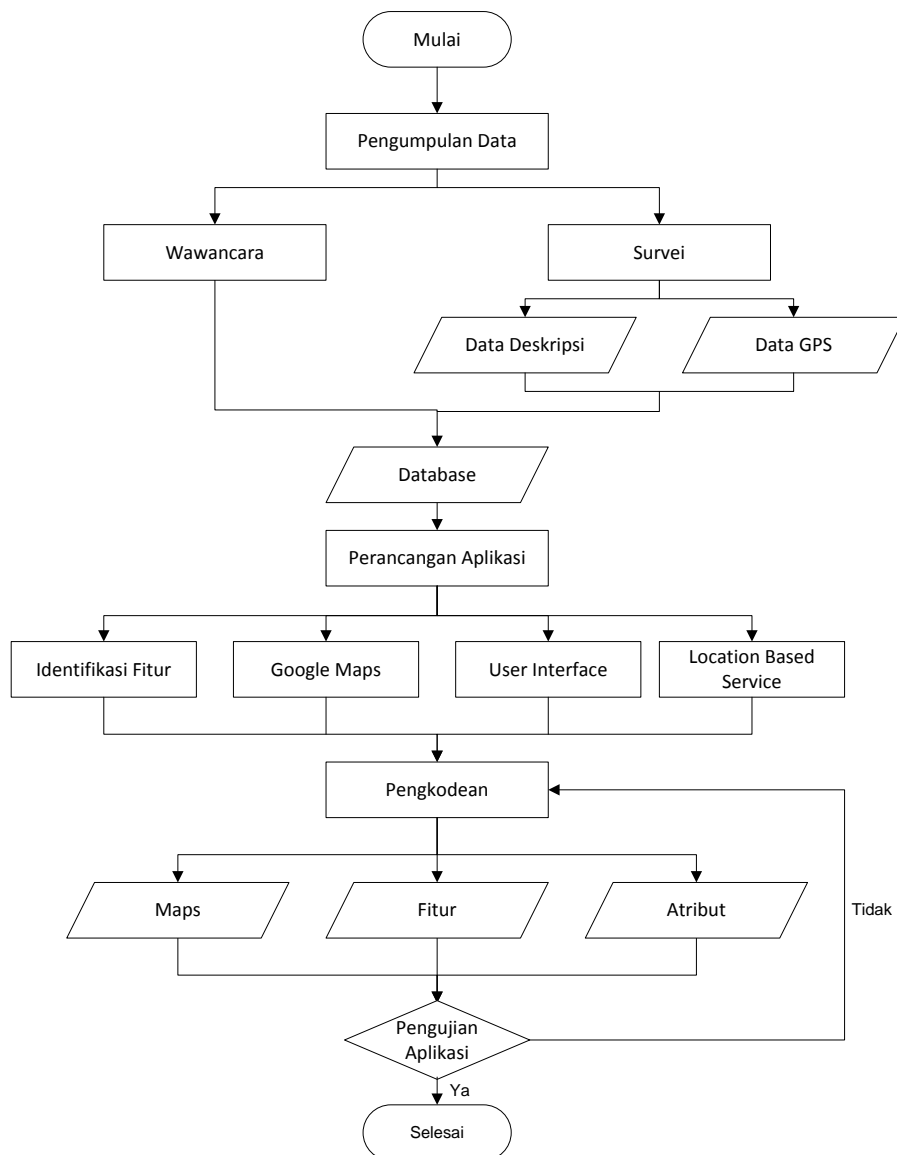 Mulai
Pengumpulan Data
Wawancara
Survei
Data Deskripsi
Data GPS
Database
Perancangan Aplikasi
Identifikasi Fitur
Google Maps
User Interface
Location Based
Service
Pengkodean
Maps
Fitur
Atribut
Tidak
Pengujian
Aplikasi
Ya
Selesai